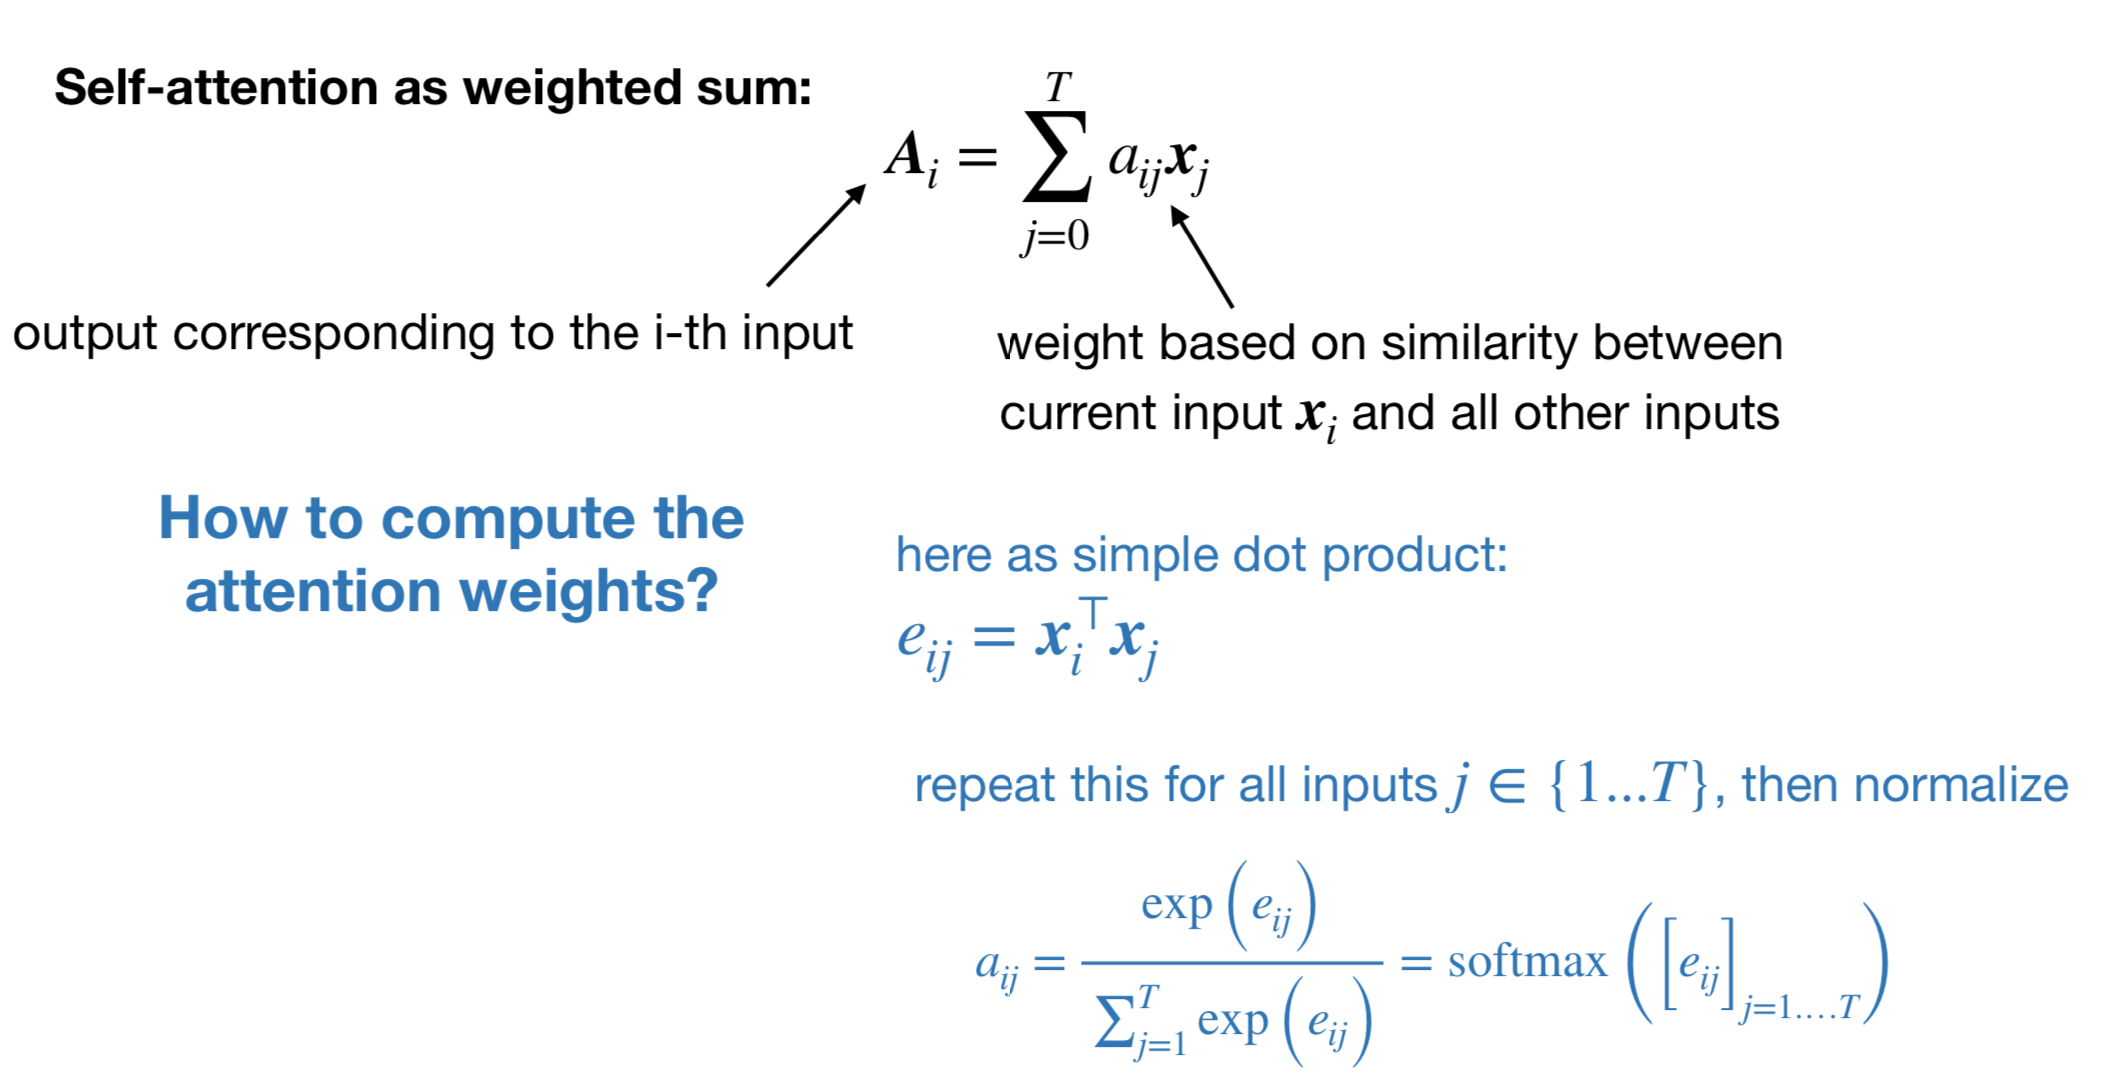 Self-attention as weighted sum:
$\boldsymbol{A}_i = \sum_{j=0}^{T} a_{ij} \boldsymbol{x}_j$
output corresponding to the i-th input
weight based on similarity between
current input $\boldsymbol{x}_i$ and all other inputs
How to compute the
attention weights?
here as simple dot product:
$e_{ij} = \boldsymbol{x}_i^\top \boldsymbol{x}_j$
repeat this for all inputs $j \in \{1...T\}$, then normalize
$a_{ij} = \frac{\exp\left(e_{ij}\right)}{\sum_{j=1}^{T} \exp\left(e_{ij}\right)} = \text{softmax}\left(\left[e_{ij}\right]_{j=1....T}\right)$